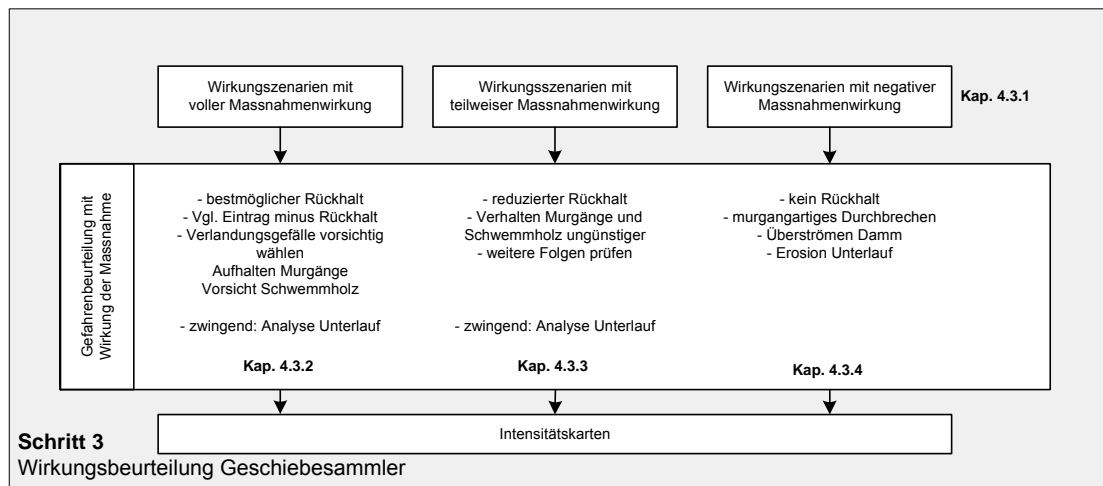 Wirkungszenarien mit
voller Massnahmenwirkung
Wirkungsszenarien mit
teilweiser Massnahmenwirkung
Wirkungszenarien mit negativer
Massnahmenwirkung
Kap. 4.3.1
Gefahrenbeurteilung mit
Wirkung der Massnahme
- bestmöglicher Rückhalt
- Vgl. Eintrag minus Rückhalt
- Verlandungsgefälle vorsichtig
wählen
Aufhalten Murgänge
Vorsicht Schwemmholz
- zwingend: Analyse Unterlauf
Kap. 4.3.2
- reduzierter Rückhalt
- Verhalten Murgänge und
Schwemmholz ungünstiger
- weitere Folgen prüfen
- zwingend: Analyse Unterlauf
Kap. 4.3.3
- kein Rückhalt
- murgangartiges Durchbrechen
- Überströmen Damm
- Erosion Unterlauf
Kap. 4.3.4
Intensitätskarten
Schritt 3
Wirkungsbeurteilung Geschiebesammler